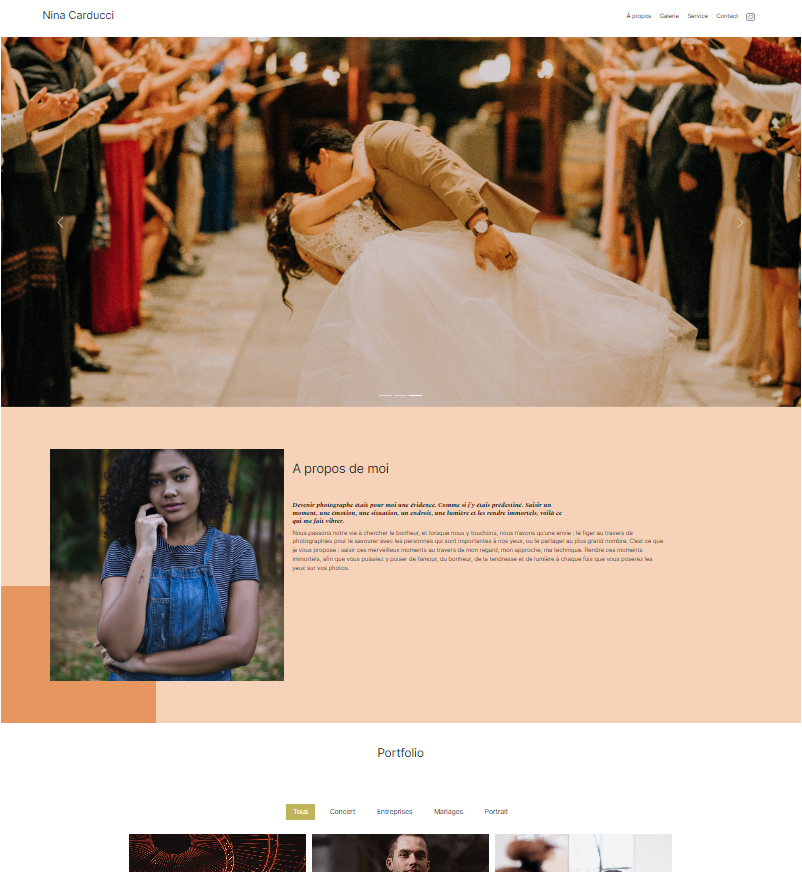 Nina Carducci
À propos Galerie Service Contact
A propos de moi
Devenir photographe était pour moi une évidence. Comme si j'y étais prédestiné. Saisir un
moment, une émotion, une situation, un endroit, une lumière et les rendre immortels, voilà ce
qui me fait vibrer.
Nous passons notre vie à chercher le bonheur, et lorsque nous y touchons, nous n'avons qu'une envie : le figer au travers de
photographies pour le savourer avec les personnes qui sont importantes à nos yeux, ou le partager au plus grand nombre. C'est ce que
je vous propose : saisir ces merveilleux moments au travers de mon regard, mon approche, ma technique. Rendre ces moments
immortels, afin que vous puissiez y puiser de l'amour, du bonheur, de la tendresse et de lumière à chaque fois que vous poserez les
yeux sur vos photos.
Portfolio
Tous Concert Entreprises Mariages Portrait